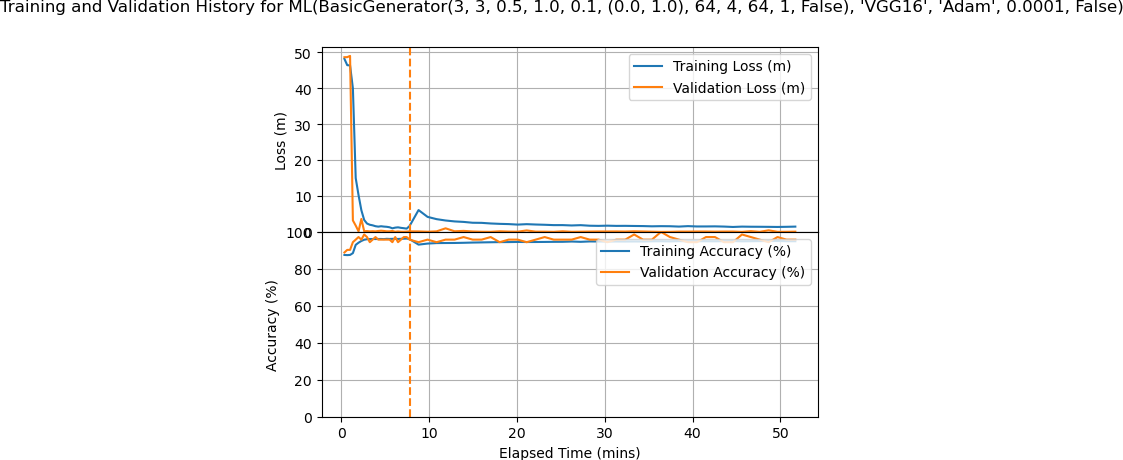 Training and Validation History for ML(BasicGenerator(3, 3, 0.5, 1.0, 0.1, (0.0, 1.0), 64, 4, 64, 1, False), 'VGG16', 'Adam', 0.0001, False)
50
40
30
20
10
0
Loss (m)
Training Loss (m)
Validation Loss (m)
100
80
60
40
20
0
Accuracy (%)
Training Accuracy (%)
Validation Accuracy (%)
0 10 20 30 40 50
Elapsed Time (mins)